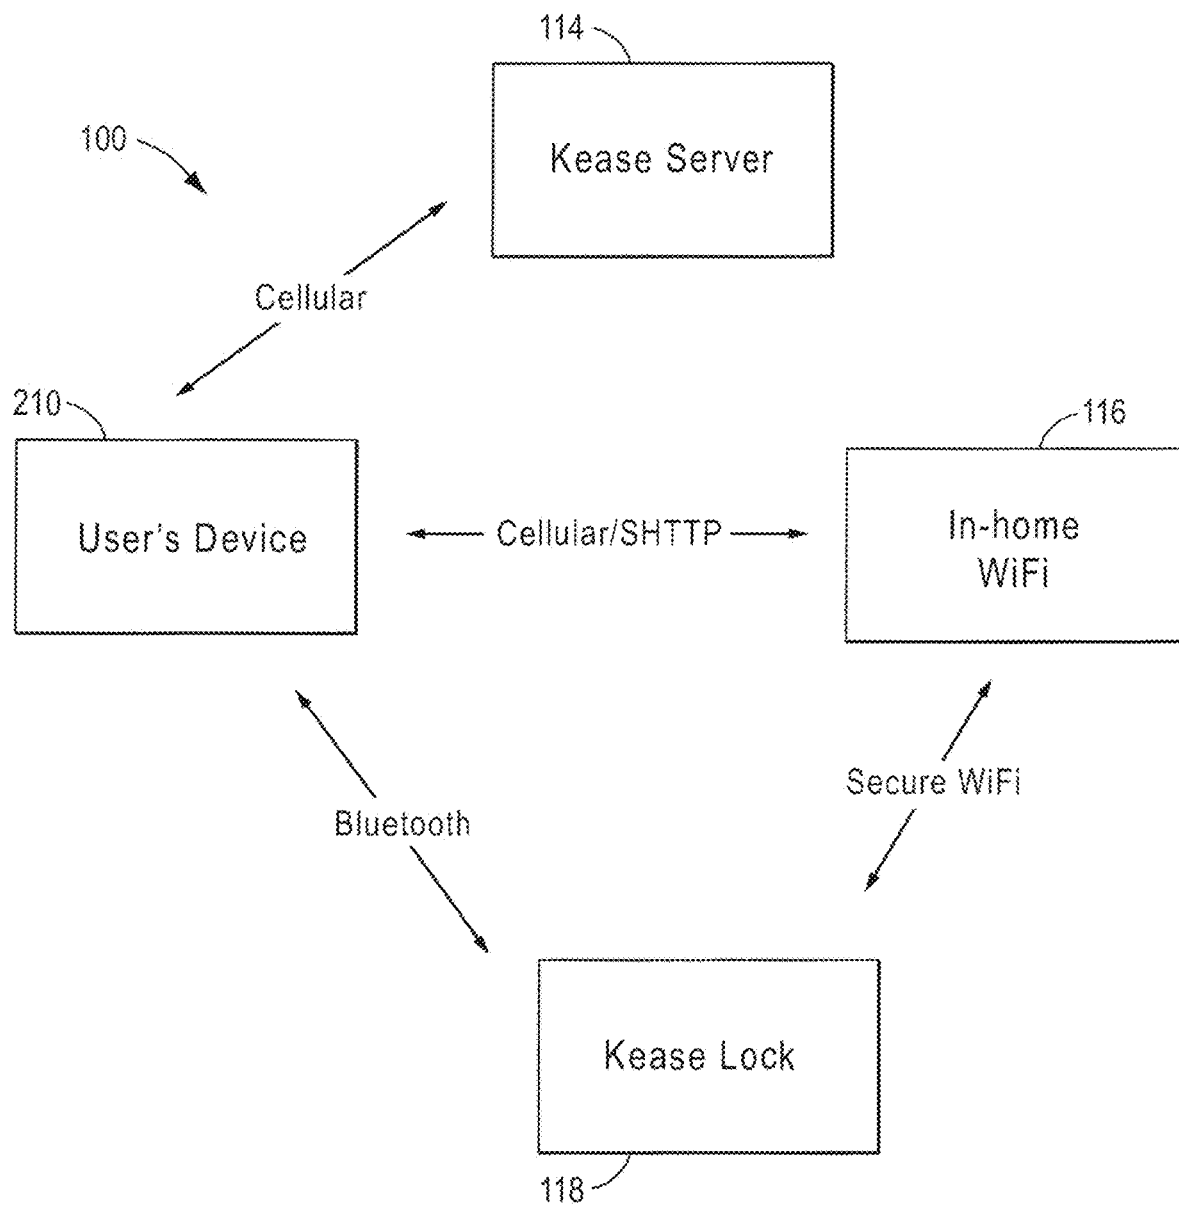 114
Kease Server
100
Cellular
210
User's Device
Cellular/SHTTP
116
In-home
WiFi
Secure WiFi
Bluetooth
Kease Lock
118